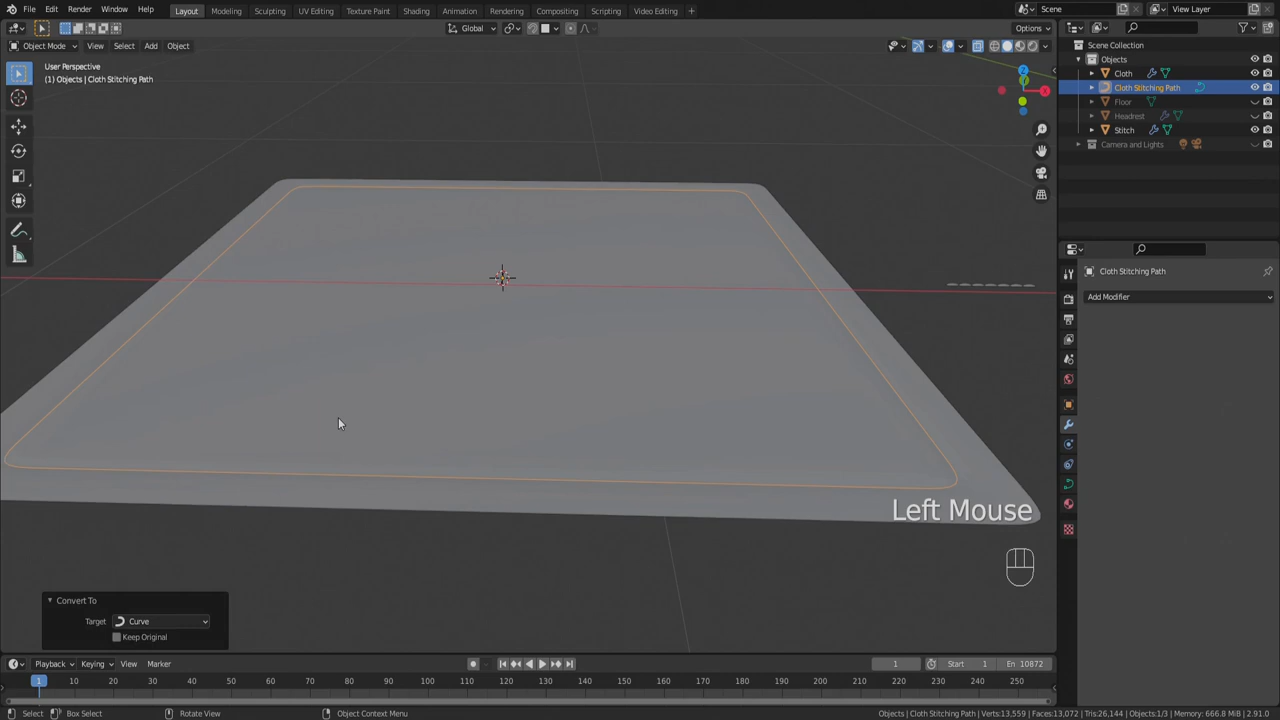 File Edit Render Window Help
Layout Modeling Sculpting UV Editing Texture Paint Shading Animation Rendering Compositing Scripting Video Editing +
Scene
View Layer
Global
Options
Object Mode View Select Add Object
User Perspective
(1) Objects | Cloth Stitching Path
Z
Y
X
Scene Collection
Objects
Cloth
Cloth Stitching Path
Floor
Headrest
Stitch
Camera and Lights
Cloth Stitching Path
Add Modifier
Left Mouse
Convert To
Target Curve
Keep Original
Playback Keying View Marker
1
Start 1
En 10872
1 10 20 30 40 50 60 70 80 90 100 110 120 130 140 150 160 170 180 190 200 210 220 230 240 250
Select Box Select Rotate View Object Context Menu
Objects | Cloth Stitching Path | Verts:13,559 | Faces:13,072 | Tris:26,144 | Objects:1/3 | Memory: 666.8 MiB | 2.91.0